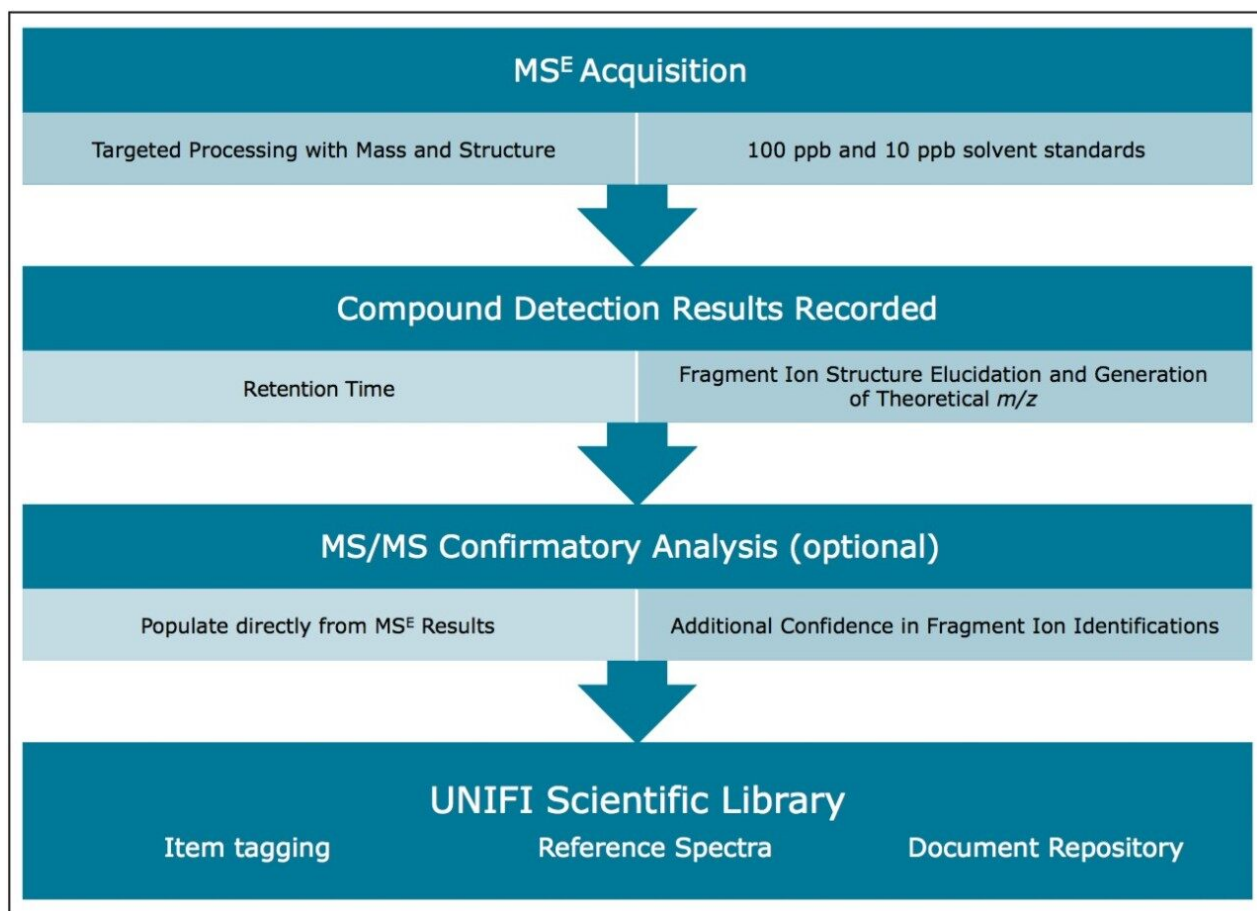 MSᴱ Acquisition
Targeted Processing with Mass and Structure
100 ppb and 10 ppb solvent standards
Compound Detection Results Recorded
Retention Time
Fragment Ion Structure Elucidation and Generation
of Theoretical m/z
MS/MS Confirmatory Analysis (optional)
Populate directly from MSᴱ Results
Additional Confidence in Fragment Ion Identifications
UNIFI Scientific Library
Item tagging
Reference Spectra
Document Repository